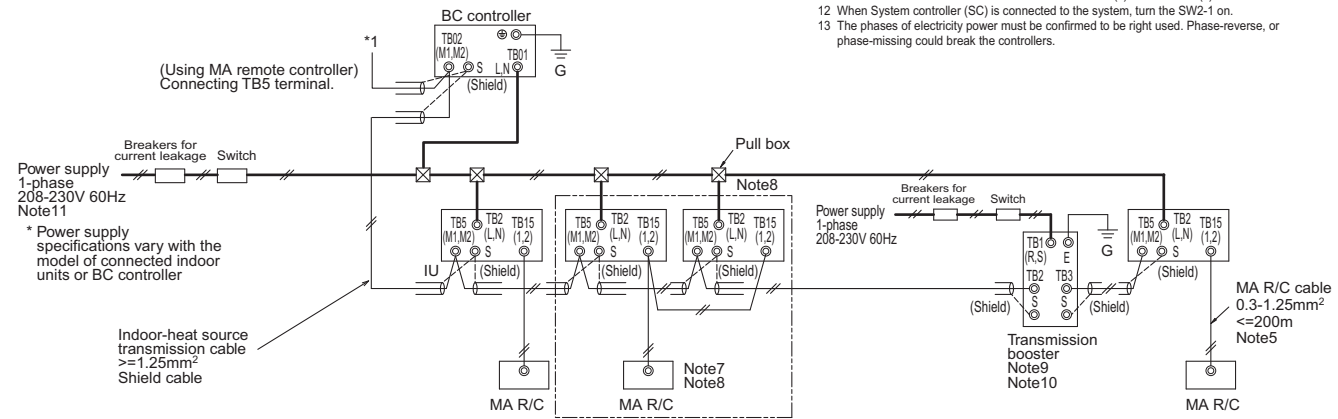 12 When System controller (SC) is connected to the system, turn the SW2-1 on.
13 The phases of electricity power must be confirmed to be right used. Phase-reverse, or
phase-missing could break the controllers.
BC controller
*1
TB02
(M1,M2)
S
TB01
L,N
(Shield)
G
(Using MA remote controller)
Connecting TB5 terminal.
Breakers for
current leakage
Switch
Power supply
1-phase
208-230V 60Hz
Note11
* Power supply
specifications vary with the
model of connected indoor
units or BC controller
Pull box
Note8
TB5
(M1,M2)
TB2
(L,N)
TB15
(1,2)
S
(Shield)
IU
TB5
(M1,M2)
TB2
(L,N)
TB15
(1,2)
S
(Shield)
TB5
(M1,M2)
TB2
(L,N)
TB15
(1,2)
S
(Shield)
Breakers for
current leakage
Switch
Power supply
1-phase
208-230V 60Hz
TB1
(R,S)
E
G
TB2
TB3
S
S
(Shield)
(Shield)
Transmission
booster
Note9
Note10
TB5
(M1,M2)
TB2
(L,N)
TB15
(1,2)
S
(Shield)
MA R/C cable
0.3-1.25mm²
<=200m
Note5
Indoor-heat source
transmission cable
>=1.25mm²
Shield cable
MA R/C
Note7
Note8
MA R/C
MA R/C